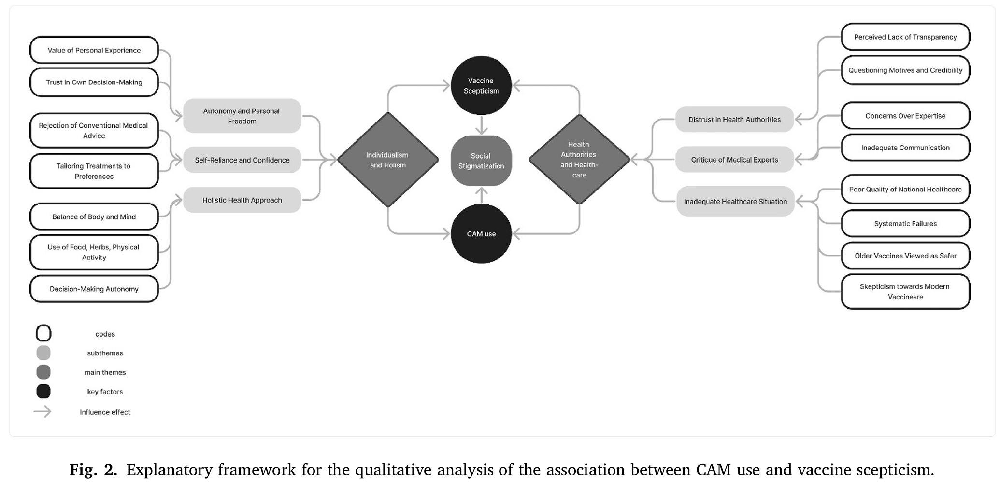 Value of Personal Experience
Trust in Own Decision-Making
Rejection of Conventional Medical
Advice
Tailoring Treatments to
Preferences
Balance of Body and Mind
Use of Food, Herbs, Physical
Activity
Decision-Making Autonomy
Autonomy and Personal
Freedom
Self-Reliance and Confidence
Holistic Health Approach
Individualism
and Holism
Vaccine
Scepticism
Social
Stigmatization
CAM use
Health
Authorities
and Health-
care
Distrust in Health Authorities
Critique of Medical Experts
Inadequate Healthcare Situation
Perceived Lack of Transparency
Questioning Motives and Credibility
Concerns Over Expertise
Inadequate Communication
Poor Quality of National Healthcare
Systematic Failures
Older Vaccines Viewed as Safer
Skepticism towards Modern
Vaccinesre
codes
subthemes
main themes
key factors
Influence effect
Fig. 2. Explanatory framework for the qualitative analysis of the association between CAM use and vaccine scepticism.